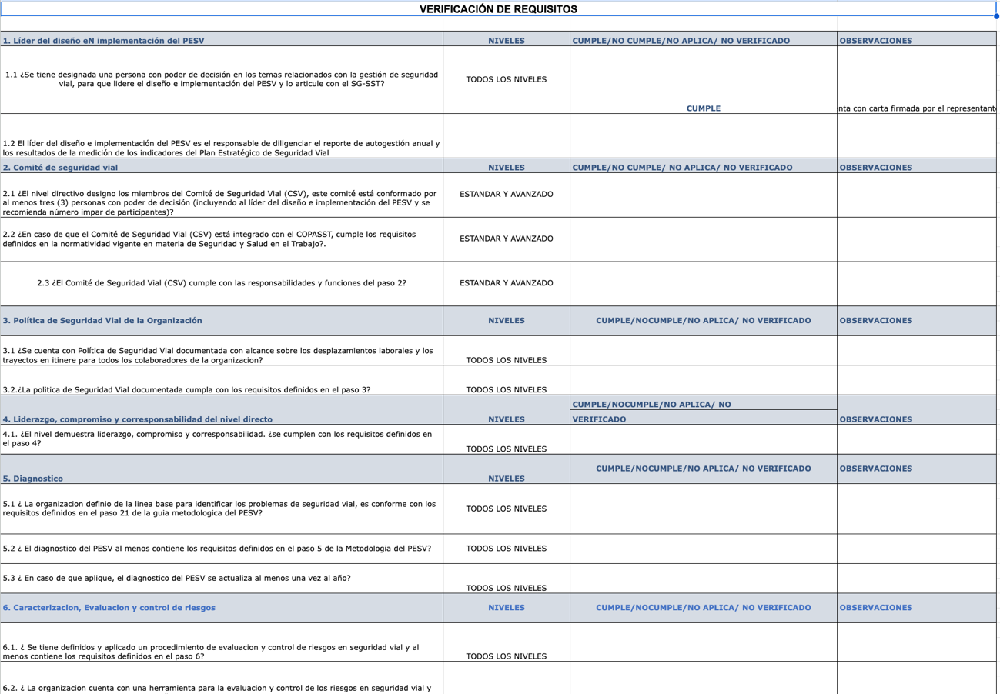 VERIFICACIÓN DE REQUISITOS
1. Líder del diseño eN implementación del PESV
NIVELES
CUMPLE/NO CUMPLE/NO APLICA/ NO VERIFICADO
OBSERVACIONES
1.1 ¿Se tiene designada una persona con poder de decisión en los temas relacionados con la gestión de seguridad
vial, para que lidere el diseño e implementación del PESV y lo articule con el SG-SST?
TODOS LOS NIVELES
CUMPLE
nta con carta firmada por el representant
1.2 El líder del diseño e implementación del PESV es el responsable de diligenciar el reporte de autogestión anual y
los resultados de la medición de los indicadores del Plan Estratégico de Seguridad Vial
2. Comité de seguridad vial
NIVELES
CUMPLE/NO CUMPLE/ NO APLICA/ NO VERIFICADO
OBSERVACIONES
2.1 ¿El nivel directivo designo los miembros del Comité de Seguridad Vial (CSV), este comité está conformado por
al menos tres (3) personas con poder de decisión (incluyendo al líder del diseño e implementación del PESV y se
recomienda número impar de participantes)?
ESTANDAR Y AVANZADO
2.2 ¿En caso de que el Comité de Seguridad Vial (CSV) está integrado con el COPASST, cumple los requisitos
definidos en la normatividad vigente en materia de Seguridad y Salud en el Trabajo?.
ESTANDAR Y AVANZADO
2.3 ¿El Comité de Seguridad Vial (CSV) cumple con las responsabilidades y funciones del paso 2?
ESTANDAR Y AVANZADO
3. Política de Seguridad Vial de la Organización
NIVELES
CUMPLE/NOCUMPLE/NO APLICA/ NO VERIFICADO
OBSERVACIONES
3.1 ¿Se cuenta con Política de Seguridad Vial documentada con alcance sobre los desplazamientos laborales y los
trayectos en itinere para todos los colaboradores de la organizacion?
TODOS LOS NIVELES
3.2.¿La politica de Seguridad Vial documentada cumpla con los requisitos definidos en el paso 3?
TODOS LOS NIVELES
4. Liderazgo, compromiso y corresponsabilidad del nivel directo
NIVELES
CUMPLE/NOCUMPLE/NO APLICA/ NO
VERIFICADO
OBSERVACIONES
4.1. ¿El nivel demuestra liderazgo, compromiso y corresponsabilidad. ¿se cumplen con los requisitos definidos en
el paso 4?
TODOS LOS NIVELES
5. Diagnostico
NIVELES
CUMPLE/NOCUMPLE/NO APLICA/ NO VERIFICADO
OBSERVACIONES
5.1 ¿ La organizacion definio de la linea base para identificar los problemas de seguridad vial, es conforme con los
requisitos definidos en el paso 21 de la guia metodologica del PESV?
TODOS LOS NIVELES
5.2 ¿ El diagnostico del PESV al menos contiene los requisitos definidos en el paso 5 de la Metodologia del PESV?
TODOS LOS NIVELES
5.3 ¿ En caso de que aplique, el diagnostico del PESV se actualiza al menos una vez al año?
TODOS LOS NIVELES
6. Caracterizacion, Evaluacion y control de riesgos
NIVELES
CUMPLE/NOCUMPLE/NO APLICA/ NO VERIFICADO
OBSERVACIONES
6.1. ¿ Se tiene definidos y aplicado un procedimiento de evaluacion y control de riesgos en seguridad vial y al
menos contiene los requisitos definidos en el paso 6?
TODOS LOS NIVELES
6.2. ¿ La organizacion cuenta con una herramienta para la evaluacion y control de los riesgos en seguridad vial y